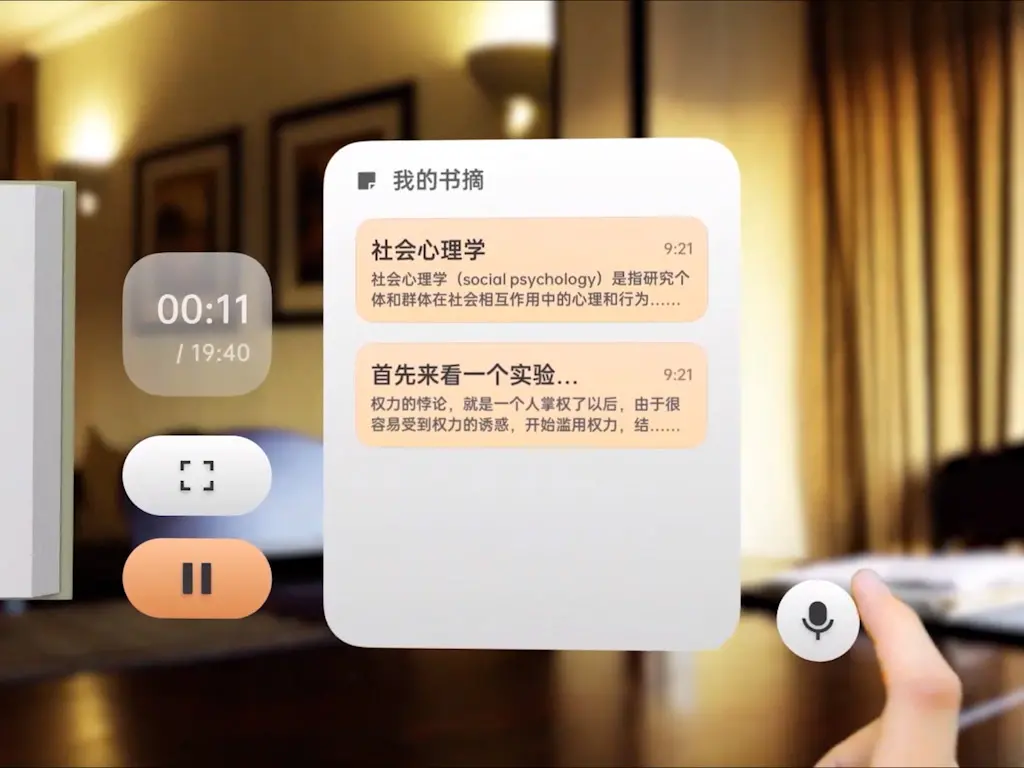 00:11
/ 19:40
我的书摘
社会心理学 9:21
社会心理学（social psychology）是指研究个
体和群体在社会相互作用中的心理和行为……
首先来看一个实验... 9:21
权力的悖论，就是一个人掌权了以后，由于很
容易受到权力的诱惑，开始滥用权力，结……